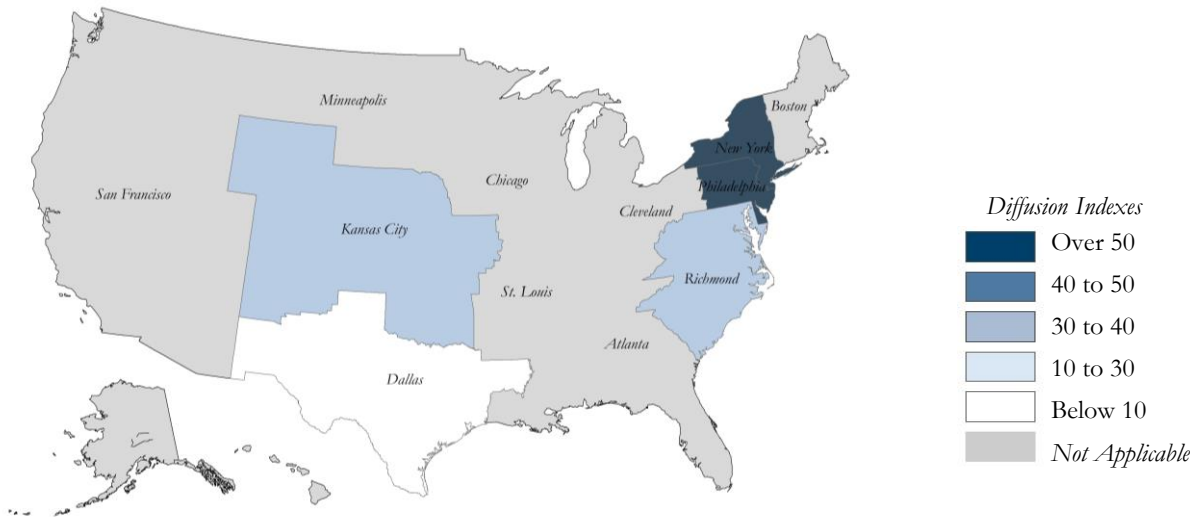 Minneapolis
Boston
New York
Philadelphia
Chicago
San Francisco
Cleveland
Kansas City
Richmond
St. Louis
Atlanta
Dallas
Diffusion Indexes
Over 50
40 to 50
30 to 40
10 to 30
Below 10
Not Applicable